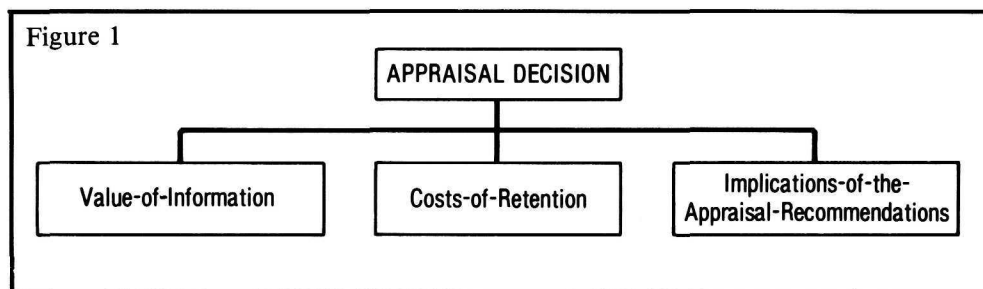 Figure 1
APPRAISAL DECISION
Value-of-Information
Costs-of-Retention
Implications-of-the-
Appraisal-Recommendations